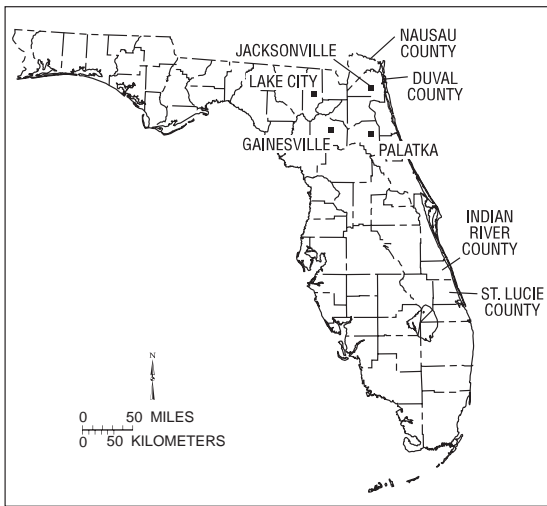 NAUSAU
COUNTY
JACKSONVILLE
LAKE CITY
DUVAL
COUNTY
GAINESVILLE
PALATKA
INDIAN
RIVER
COUNTY
ST. LUCIE
COUNTY
N
S
0 50 MILES
0 50 KILOMETERS